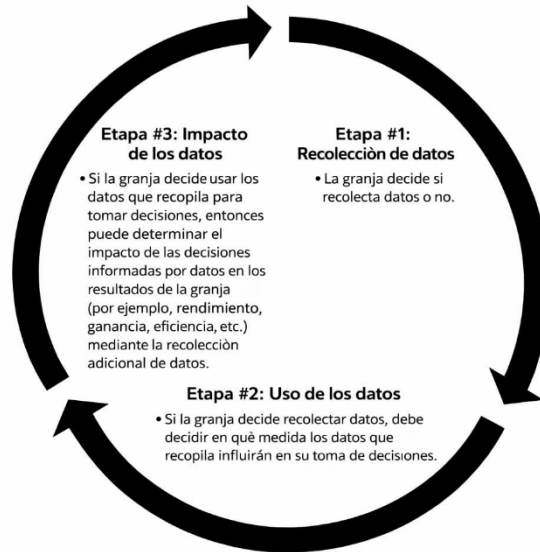 Etapa #3: Impacto
de los datos
• Si la granja decide usar los
datos que recopila para
tomar decisiones, entonces
puede determinar el
impacto de las decisiones
informadas por datos en los
resultados de la granja
(por ejemplo, rendimiento,
ganancia, eficiencia, etc.)
mediante la recolecciòn
adicional de datos.
Etapa #1:
Recolecciòn de datos
• La granja decide si
recolecta datos o no.
Etapa #2: Uso de los datos
• Si la granja decide recolectar datos, debe
decidir en què medida los datos que
recopila influirán en su toma de decisıones.